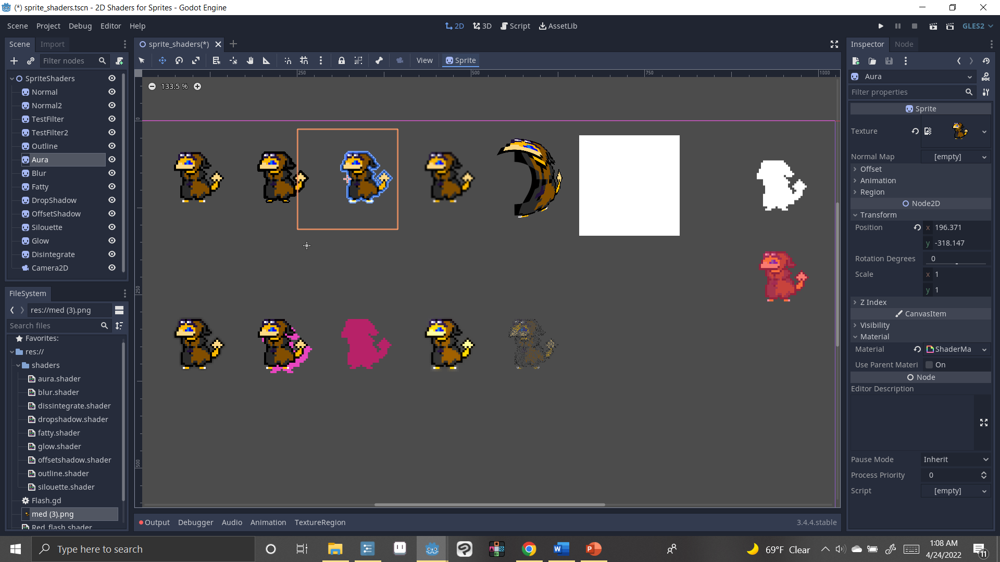 (*) sprite_shaders.tscn - 2D Shaders for Sprites - Godot Engine
Scene Project Debug Editor Help
2D 3D Script AssetLib
GLES2
Scene Import
sprite_shaders(*)
Inspector Node
Filter nodes
View Sprite
SpriteShaders
Normal
Normal2
TestFilter
TestFilter2
Outline
Aura
Blur
Fatty
DropShadow
OffsetShadow
Silouette
Glow
Disintegrate
Camera2D
FileSystem
res://med (3).png
Search files
Favorites:
res://
shaders
aura.shader
blur.shader
dissintegrate.shader
dropshadow.shader
fatty.shader
glow.shader
offsetshadow.shader
outline.shader
silouette.shader
Flash.gd
med (3).png
Red_flash.shader
250 500 750 1000
133.5 %
0
250
500
Output Debugger Audio Animation TextureRegion
3.4.4.stable
Aura
DOC
Filter properties
Sprite
Texture
Normal Map [empty]
Offset
Animation
Region
Node2D
Transform
Position x 196.371
y -318.147
Rotation Degrees 0
Scale x 1
y 1
Z Index
CanvasItem
Visibility
Material
Material ShaderMa
Use Parent Materi On
Node
Editor Description
Pause Mode Inherit
Process Priority 0
Script [empty]
Type here to search
69°F Clear
1:08 AM
4/24/2022
11